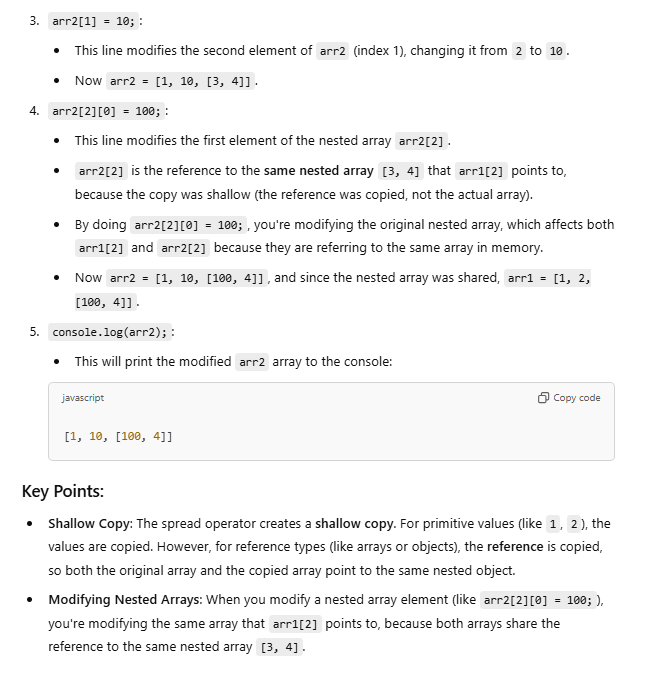 3. arr2[1] = 10; :
• This line modifies the second element of arr2 (index 1), changing it from 2 to 10 .
• Now arr2 = [1, 10, [3, 4]] .
4. arr2[2][0] = 100; :
• This line modifies the first element of the nested array arr2[2] .
• arr2[2] is the reference to the same nested array [3, 4] that arr1[2] points to,
because the copy was shallow (the reference was copied, not the actual array).
• By doing arr2[2][0] = 100; , you're modifying the original nested array, which affects both
arr1[2] and arr2[2] because they are referring to the same array in memory.
• Now arr2 = [1, 10, [100, 4]] , and since the nested array was shared, arr1 = [1, 2,
[100, 4]] .
5. console.log(arr2); :
• This will print the modified arr2 array to the console:
javascript Copy code
[1, 10, [100, 4]]
Key Points:
• Shallow Copy: The spread operator creates a shallow copy. For primitive values (like 1 , 2 ), the
values are copied. However, for reference types (like arrays or objects), the reference is copied,
so both the original array and the copied array point to the same nested object.
• Modifying Nested Arrays: When you modify a nested array element (like arr2[2][0] = 100; ),
you're modifying the same array that arr1[2] points to, because both arrays share the
reference to the same nested array [3, 4] .